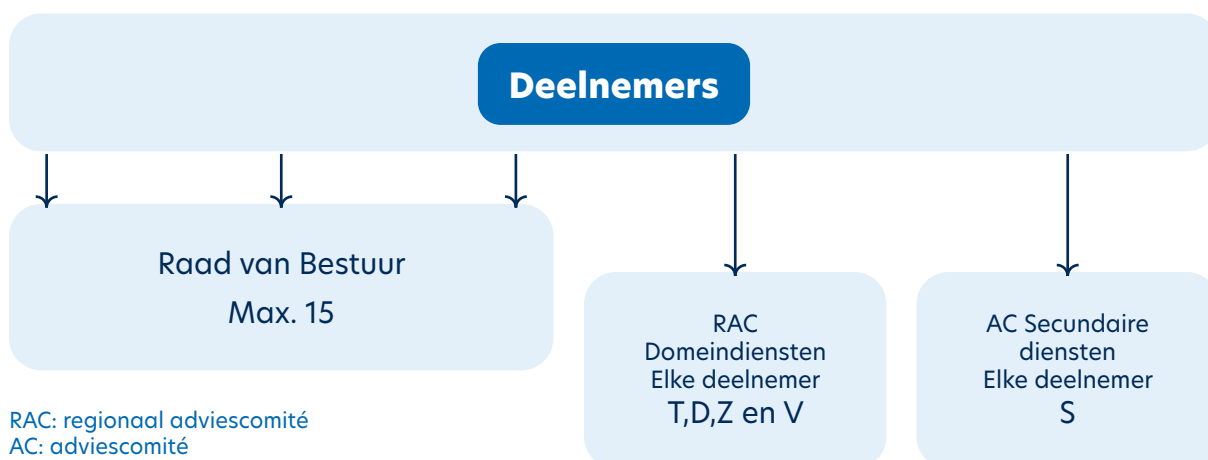 Deelnemers
Raad van Bestuur
Max. 15
RAC
Domeindiensten
Elke deelnemer
T,D,Z en V
AC Secundaire
diensten
Elke deelnemer
S
RAC: regionaal adviescomité
AC: adviescomité